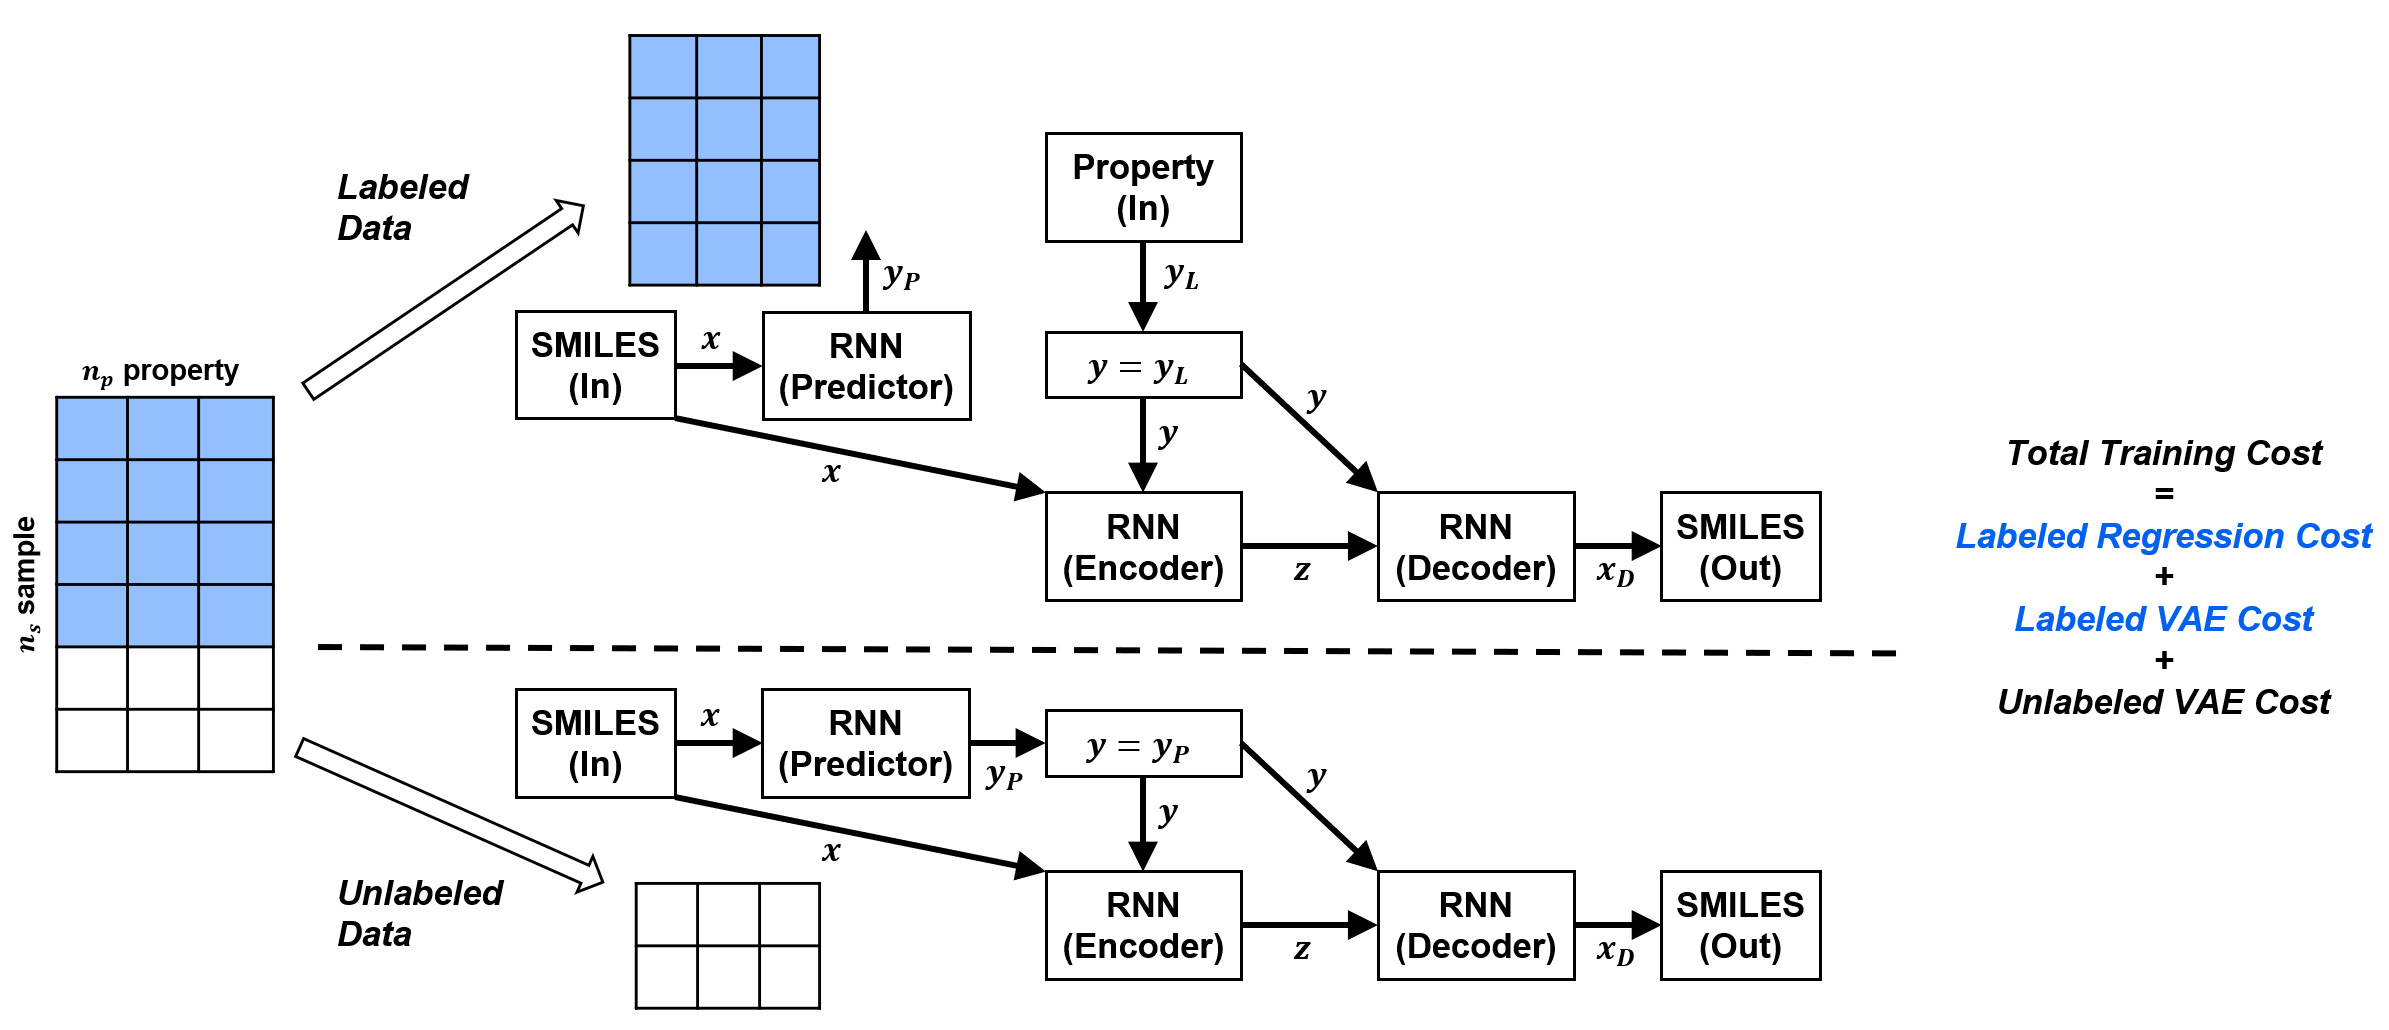 Labeled
Data
Property
(In)
y_L
y_P
SMILES
(In)
x
RNN
(Predictor)
y = y_L
y
y
x
n_p property
n_s sample
RNN
(Encoder)
z
RNN
(Decoder)
x_D
SMILES
(Out)
Total Training Cost
=
Labeled Regression Cost
+
Labeled VAE Cost
+
Unlabeled VAE Cost
SMILES
(In)
x
RNN
(Predictor)
y_P
y = y_P
y
y
x
Unlabeled
Data
RNN
(Encoder)
z
RNN
(Decoder)
x_D
SMILES
(Out)